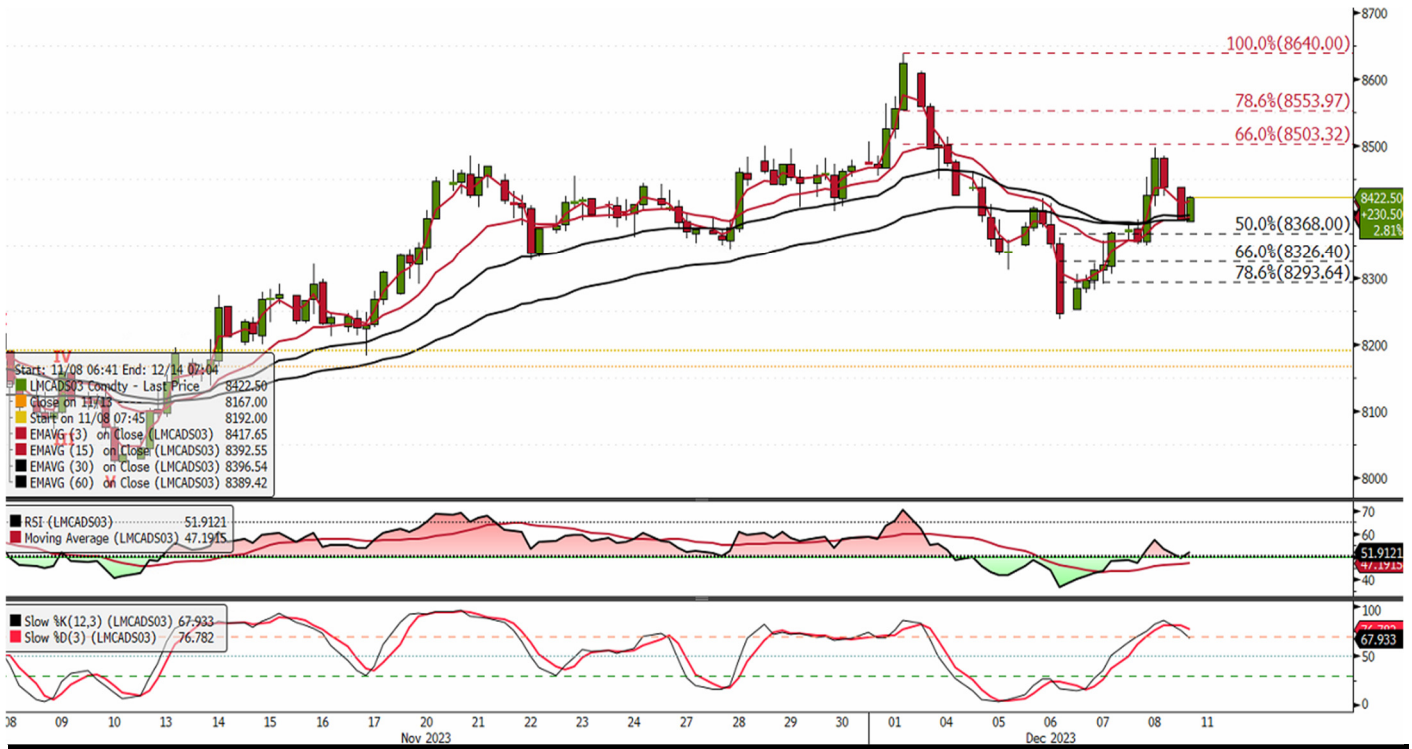 8700
100.0%(8640.00)
8600
78.6%(8553.97)
66.0%(8503.32)
8500
8422.50
+230.50
2.81%
50.0%(8368.00)
66.0%(8326.40)
78.6%(8293.64)
8300
8200
8100
8000
IV
Start: 11/08 06:41 End: 12/14 07:04
LMCADS03 Comdty - Last Price 8422.50
Close on 11/13 8167.00
Start on 11/08 07:45 8192.00
EMAVG (3) on Close (LMCADS03) 8417.65
III
EMAVG (15) on Close (LMCADS03) 8392.55
EMAVG (30) on Close (LMCADS03) 8396.54
V
EMAVG (60) on Close (LMCADS03) 8389.42
RSI (LMCADS03) 51.9121
Moving Average (LMCADS03) 47.1915
70
60
51.9121
47.1915
40
Slow %K(12,3) (LMCADS03) 67.933
Slow %D(3) (LMCADS03) 76.782
100
76.782
67.933
50
0
08 09 10 13 14 15 16 17 20 21 22 23 24 27 28 29 30 01 04 05 06 07 08 11
Nov 2023 Dec 2023